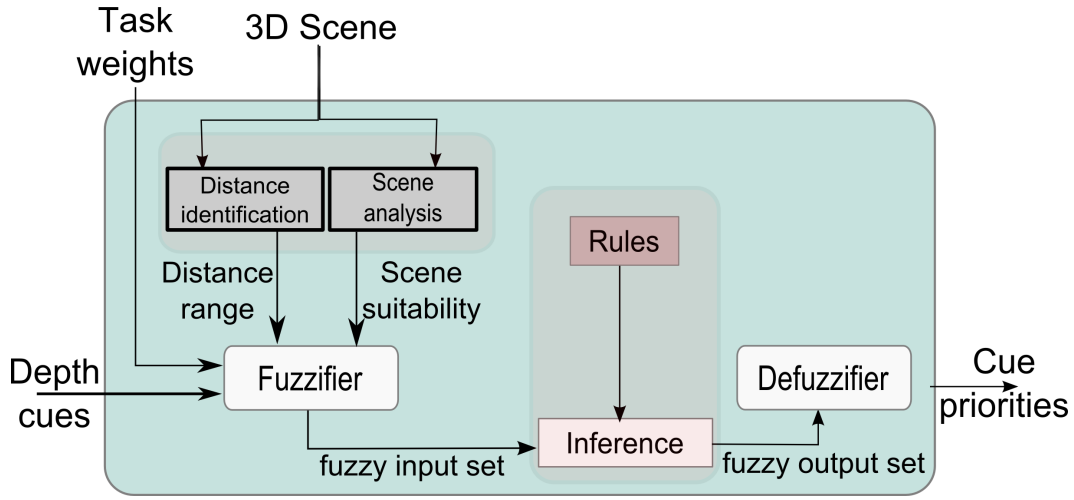 Task
weights
3D Scene
Distance
identification
Scene
analysis
Distance
range
Scene
suitability
Rules
Depth
cues
Fuzzifier
Defuzzifier
Cue
priorities
Inference
fuzzy input set
fuzzy output set